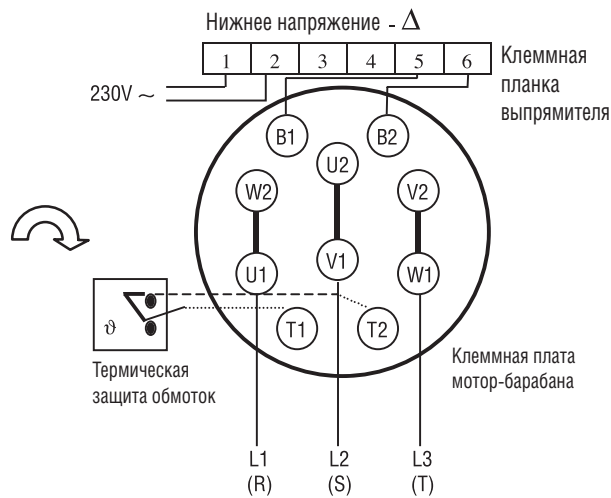 Нижнее напряжение - Δ
1 2 3 4 5 6
Клеммная
планка
выпрямителя
230V ~
B1 B2
U2
W2 V2
V1
U1 W1
T1 T2
ϑ
Термическая
защита обмоток
Клеммная плата
мотор-барабана
L1 L2 L3
(R) (S) (T)